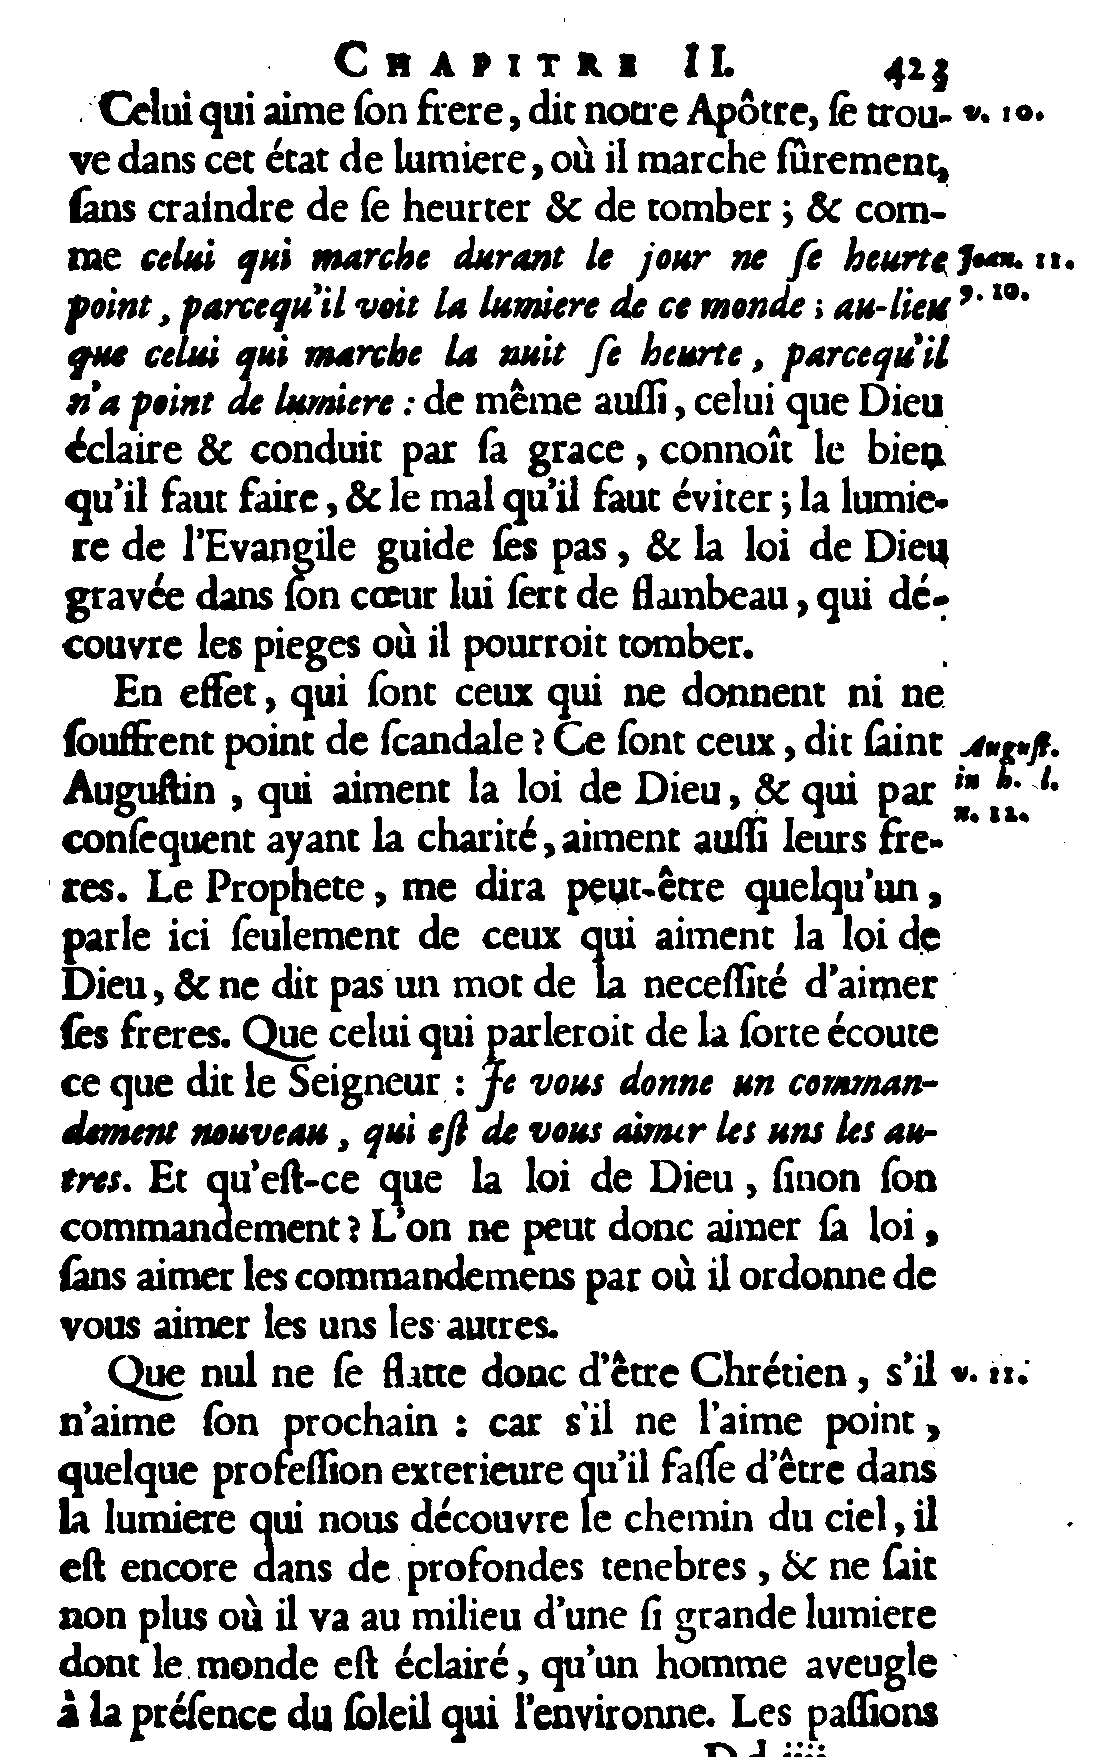 CHAPITRE II. 423
Celui qui aime ſon frere, dit notre Apôtre, ſe trou- v. 10.
ve dans cet état de lumiere, où il marche ſûrement,
ſans craindre de ſe heurter & de tomber ; & com-
me celui qui marche durant le jour ne ſe heurte Joan. 11.
point, parcequ'il voit la lumiere de ce monde ; au-lieu 9. 10.
que celui qui marche la nuit ſe heurte, parcequ'il
n'a point de lumiere : de même auſſi, celui que Dieu
éclaire & conduit par ſa grace, connoît le bien
qu'il faut faire, & le mal qu'il faut éviter ; la lumie-
re de l'Evangile guide ſes pas, & la loi de Dieu
gravée dans ſon cœur lui ſert de flambeau, qui dé-
couvre les pieges où il pourroit tomber.
En effet, qui ſont ceux qui ne donnent ni ne
ſouffrent point de ſcandale ? Ce ſont ceux, dit ſaint Auguſt.
Auguſtin, qui aiment la loi de Dieu, & qui par in h. l.
conſequent ayant la charité, aiment auſſi leurs fre- n. 12.
res. Le Prophete, me dira peut-être quelqu'un,
parle ici ſeulement de ceux qui aiment la loi de
Dieu, & ne dit pas un mot de la neceſſité d'aimer
ſes freres. Que celui qui parleroit de la ſorte écoute
ce que dit le Seigneur : Je vous donne un comman-
dement nouveau, qui eſt de vous aimer les uns les au-
tres. Et qu'eſt-ce que la loi de Dieu, ſinon ſon
commandement ? L'on ne peut donc aimer ſa loi,
ſans aimer les commandemens par où il ordonne de
vous aimer les uns les autres.
Que nul ne ſe flatte donc d'être Chrétien, s'il v. 11.
n'aime ſon prochain : car s'il ne l'aime point,
quelque profeſſion exterieure qu'il faſſe d'être dans
la lumiere qui nous découvre le chemin du ciel, il
eſt encore dans de profondes tenebres, & ne ſait
non plus où il va au milieu d'une ſi grande lumiere
dont le monde eſt éclairé, qu'un homme aveugle
à la préſence du ſoleil qui l'environne. Les paſſions
D d iiij